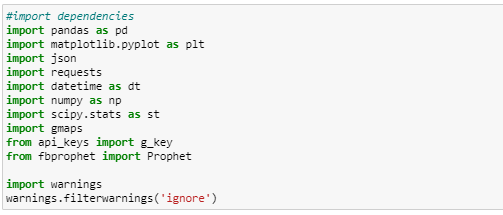 #import dependencies
import pandas as pd
import matplotlib.pyplot as plt
import json
import requests
import datetime as dt
import numpy as np
import scipy.stats as st
import gmaps
from api_keys import g_key
from fbprophet import Prophet
import warnings
warnings.filterwarnings('ignore')